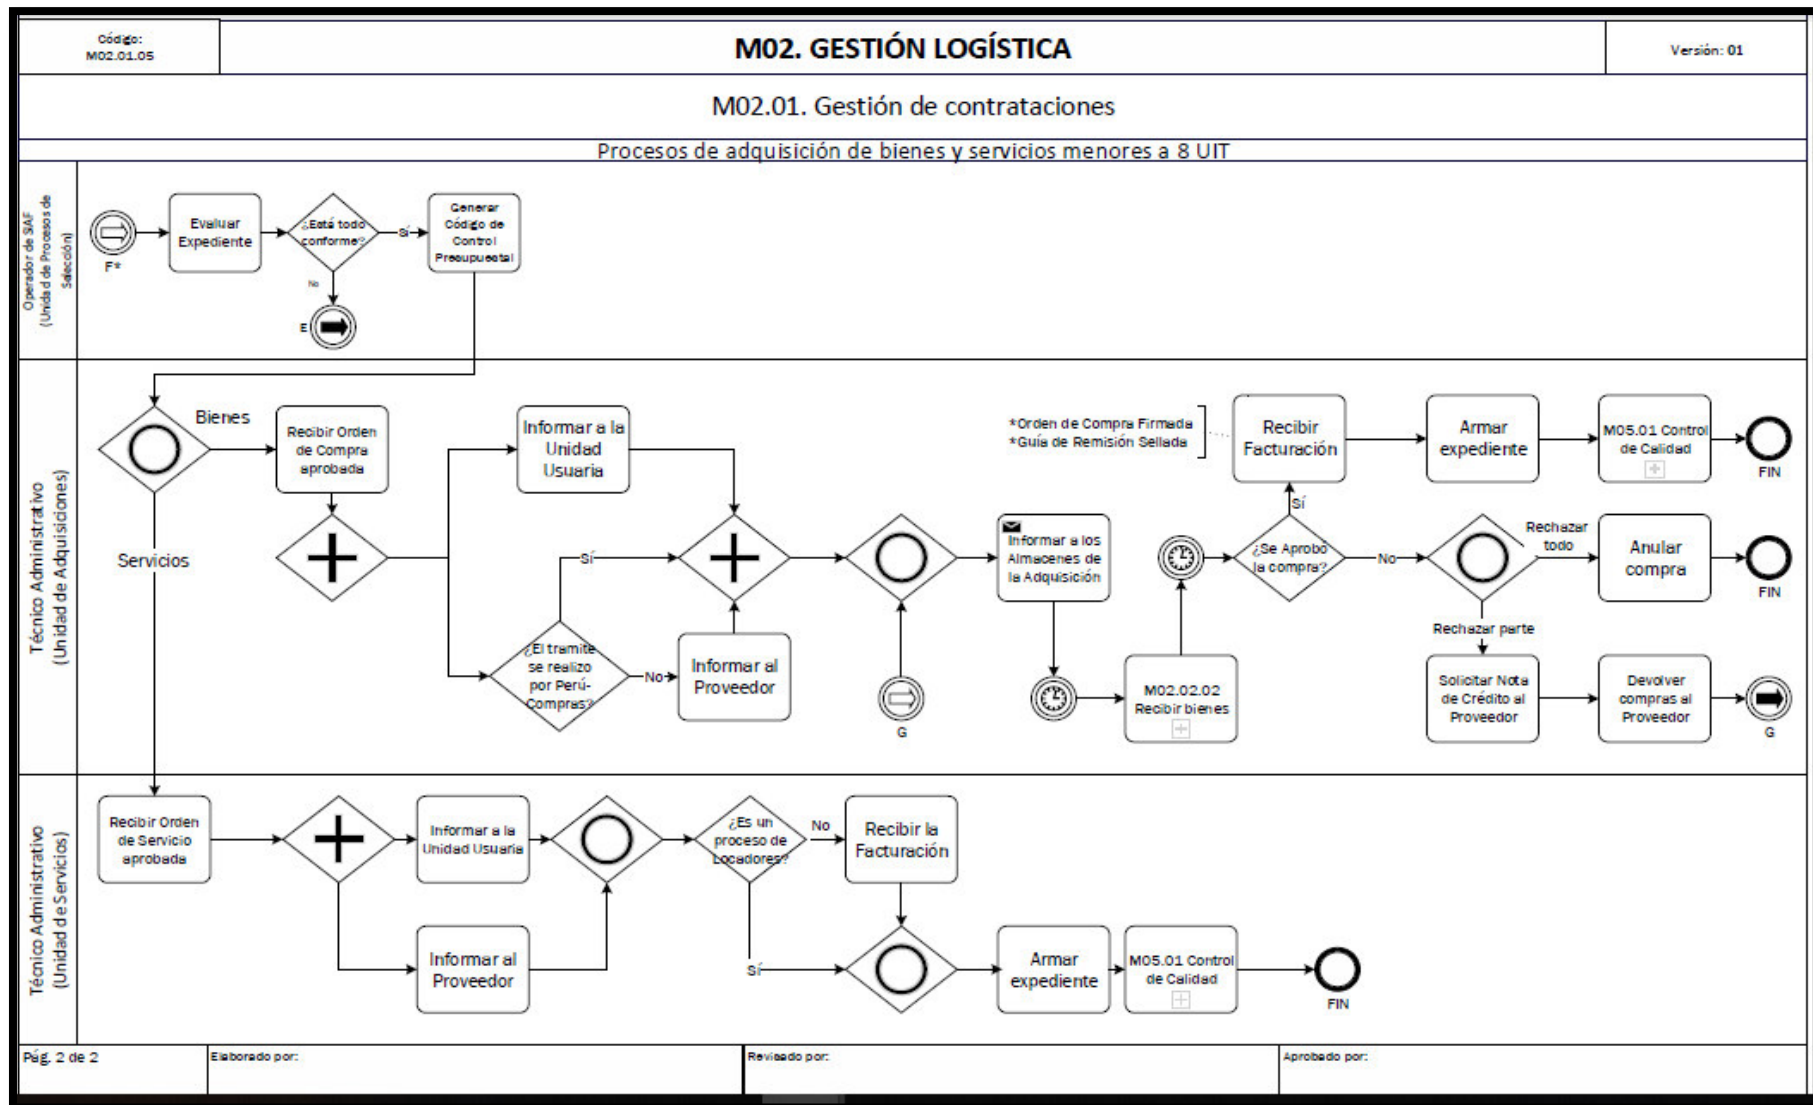 Código:
M02.01.05
M02. GESTIÓN LOGÍSTICA
Versión: 01
M02.01. Gestión de contrataciones
Procesos de adquisición de bienes y servicios menores a 8 UIT
Operador de SIAF
(Unidad de Procesos de
Selección)
F*
Evaluar
Expediente
¿Está todo
conforme?
Sí
No
E
Generar
Código de
Control
Presupuestal
Técnico Administrativo
(Unidad de Adquisiciones)
Bienes
Servicios
Recibir Orden
de Compra
aprobada
Informar a la
Unidad
Usuaria
Sí
¿El tramite
se realizo
por Perú-
Compras?
No
Informar al
Proveedor
G
Informar a los
Almacenes de
la Adquisición
M02.02.02
Recibir bienes
*Orden de Compra Firmada
*Guía de Remisión Sellada
¿Se Aprobó
la compra?
Sí
Recibir
Facturación
Armar
expediente
M05.01 Control
de Calidad
FIN
No
Rechazar
todo
Anular
compra
FIN
Rechazar parte
Solicitar Nota
de Crédito al
Proveedor
Devolver
compras al
Proveedor
G
Técnico Administrativo
(Unidad de Servicios)
Recibir Orden
de Servicio
aprobada
Informar a la
Unidad Usuaria
Informar al
Proveedor
¿Es un
proceso de
Locadores?
No
Recibir la
Facturación
Sí
Armar
expediente
M05.01 Control
de Calidad
FIN
Pág. 2 de 2
Elaborado por:
Revisado por:
Aprobado por: